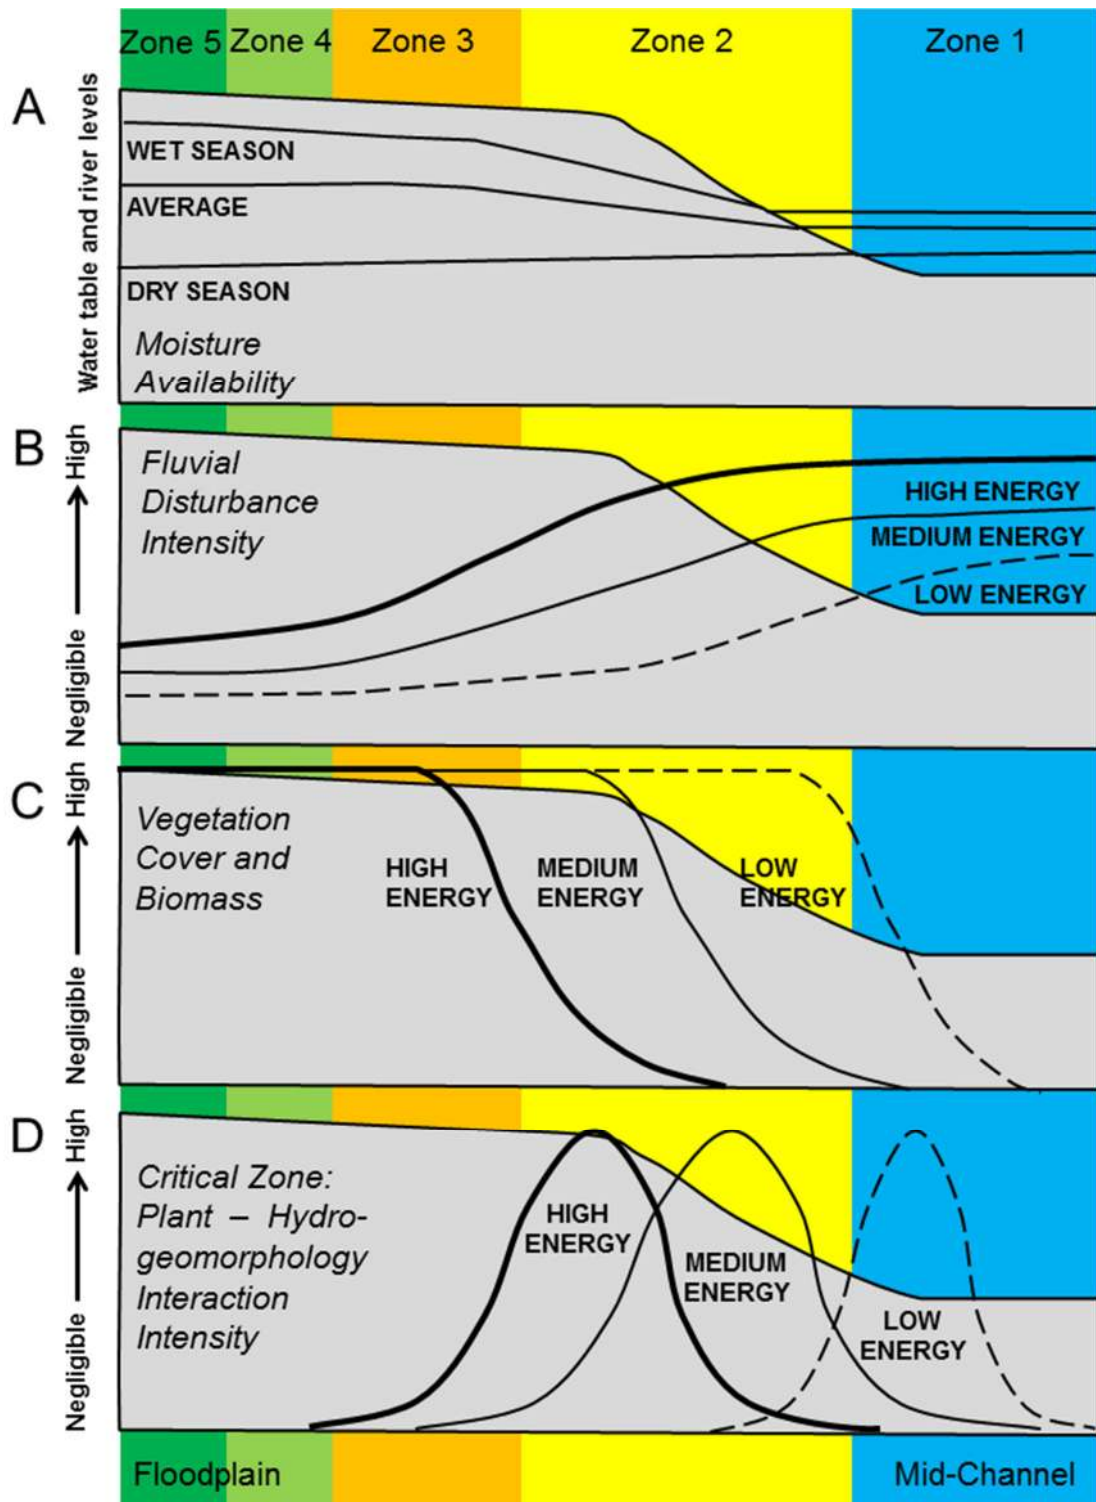 Zone 5 Zone 4 Zone 3 Zone 2 Zone 1
A
Water table and river levels
WET SEASON
AVERAGE
DRY SEASON
Moisture
Availability
B
Negligible High
Fluvial
Disturbance
Intensity
HIGH ENERGY
MEDIUM ENERGY
LOW ENERGY
C
Negligible High
Vegetation
Cover and
Biomass
HIGH
ENERGY
MEDIUM
ENERGY
LOW
ENERGY
D
Negligible High
Critical Zone:
Plant – Hydro-
geomorphology
Interaction
Intensity
HIGH
ENERGY
MEDIUM
ENERGY
LOW
ENERGY
Floodplain Mid-Channel